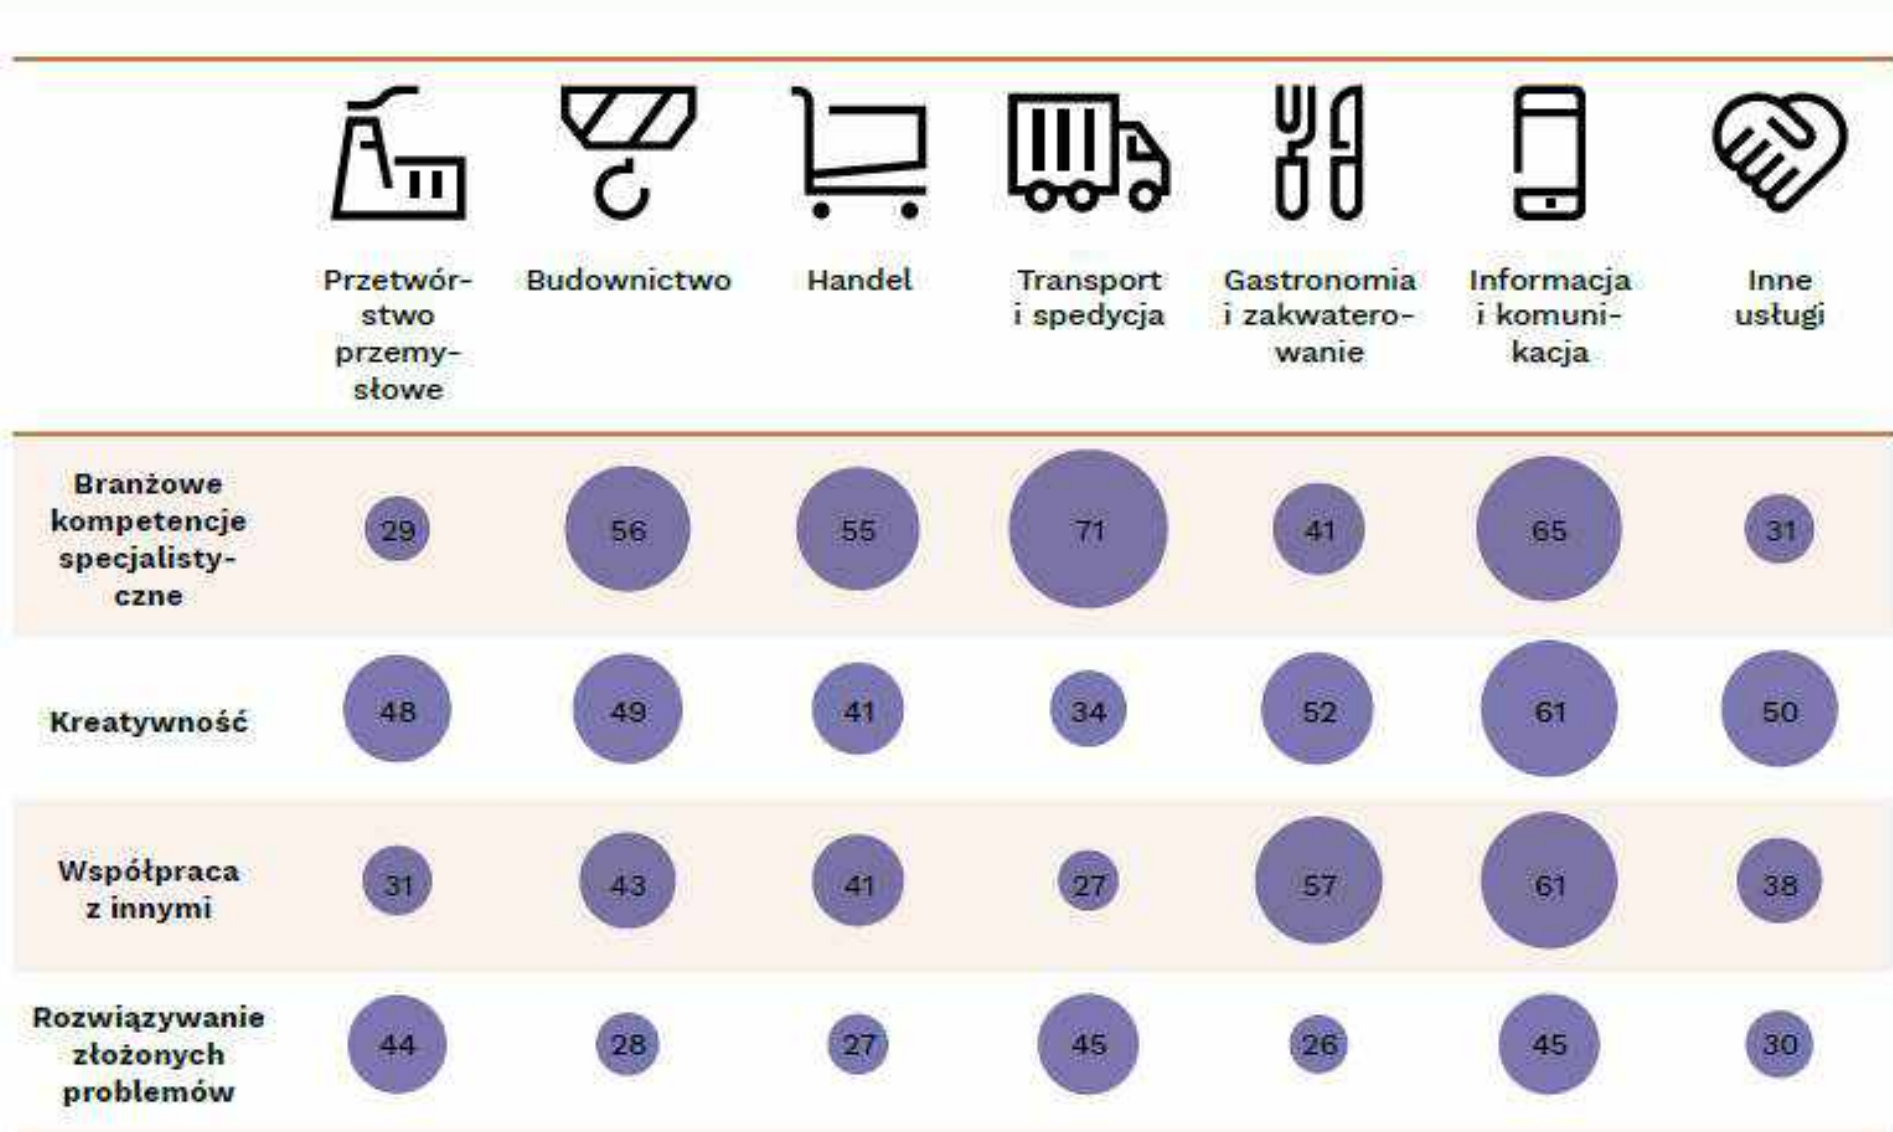 Przetwór-
stwo
przemy-
słowe
Budownictwo
Handel
Transport
i spedycja
Gastronomia
i zakwatero-
wanie
Informacja
i komuni-
kacja
Inne
usługi
Branżowe
kompetencje
specjalisty-
czne
29 56 55 71 41 65 31
Kreatywność
48 49 41 34 52 61 50
Współpraca
z innymi
31 43 41 27 57 61 38
Rozwiązywanie
złożonych
problemów
44 28 27 45 26 45 30